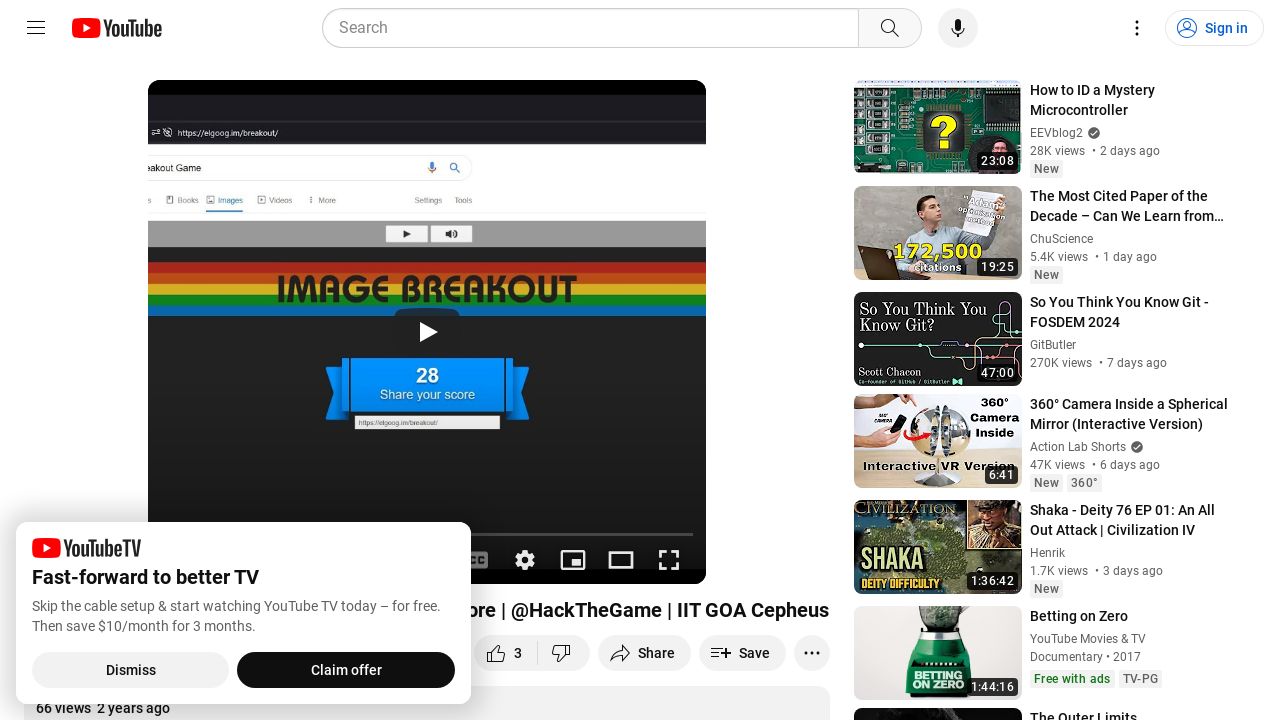 YouTube
Search
Sign in
https://elgoog.im/breakout/
eakout Game
Books
Images
Videos
More
Settings
Tools
IMAGE BREAKOUT
28
Share your score
https://elgoog.im/breakout/
CC
YouTubeTV
Fast-forward to better TV
Skip the cable setup & start watching YouTube TV today – for free.
Then save $10/month for 3 months.
Dismiss
Claim offer
ore | @HackTheGame | IIT GOA Cepheus
3
Share
Save
66 views 2 years ago
?
23:08
How to ID a Mystery
Microcontroller
EEVblog2
28K views • 2 days ago
New
"Adam"
optimization
method
172,500
citations
19:25
The Most Cited Paper of the
Decade – Can We Learn from...
ChuScience
5.4K views • 1 day ago
New
So You Think You
Know Git?
Scott Chacon
Co-founder of GitHub / GitButler
47:00
So You Think You Know Git -
FOSDEM 2024
GitButler
270K views • 7 days ago
360° CAMERA
360°
Camera
Inside
Interactive VR Version
6:41
360° Camera Inside a Spherical
Mirror (Interactive Version)
Action Lab Shorts
47K views • 6 days ago
New
360°
CIVILIZATION
SHAKA
DEITY DIFFICULTY
1:36:42
Shaka - Deity 76 EP 01: An All
Out Attack | Civilization IV
Henrik
1.7K views • 3 days ago
New
BETTING
ON ZERO
1:44:16
Betting on Zero
YouTube Movies & TV
Documentary • 2017
Free with ads
TV-PG
The Outer Limits